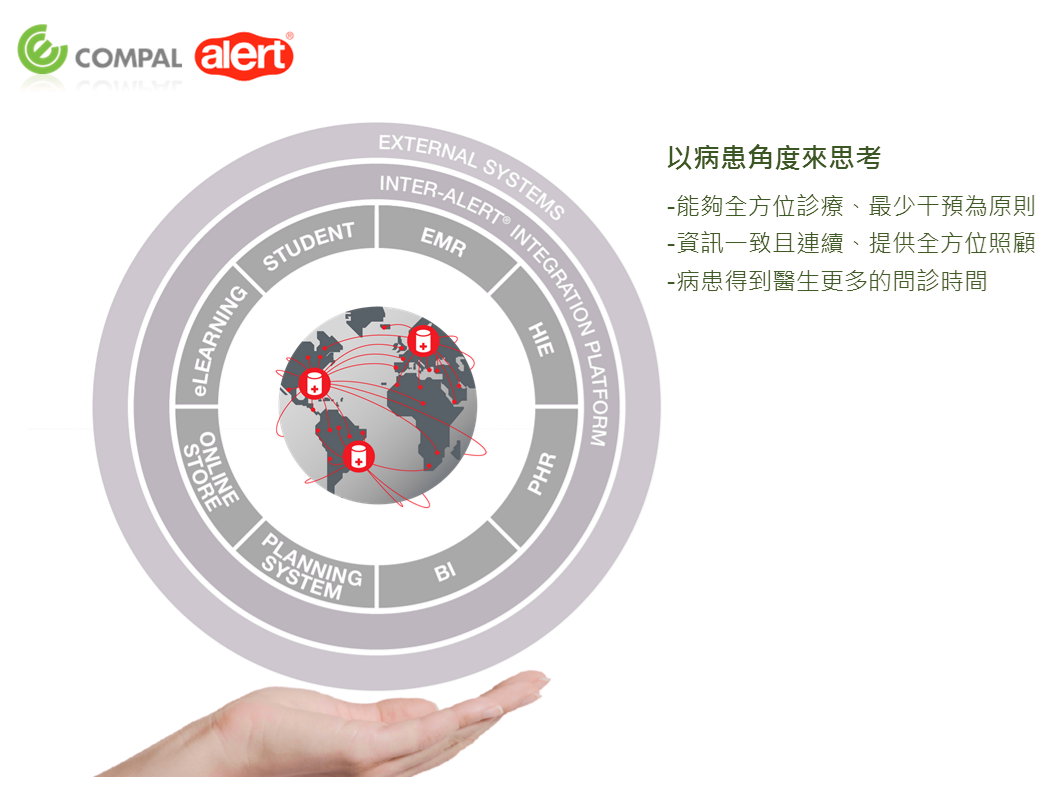 COMPAL alert®
EXTERNAL SYSTEMS
INTER-ALERT® INTEGRATION PLATFORM
STUDENT
EMR
HIE
PHR
BI
PLANNING
SYSTEM
ONLINE
STORE
eLEARNING
以病患角度來思考
-能夠全方位診療、最少干預為原則
-資訊一致且連續、提供全方位照顧
-病患得到醫生更多的問診時間